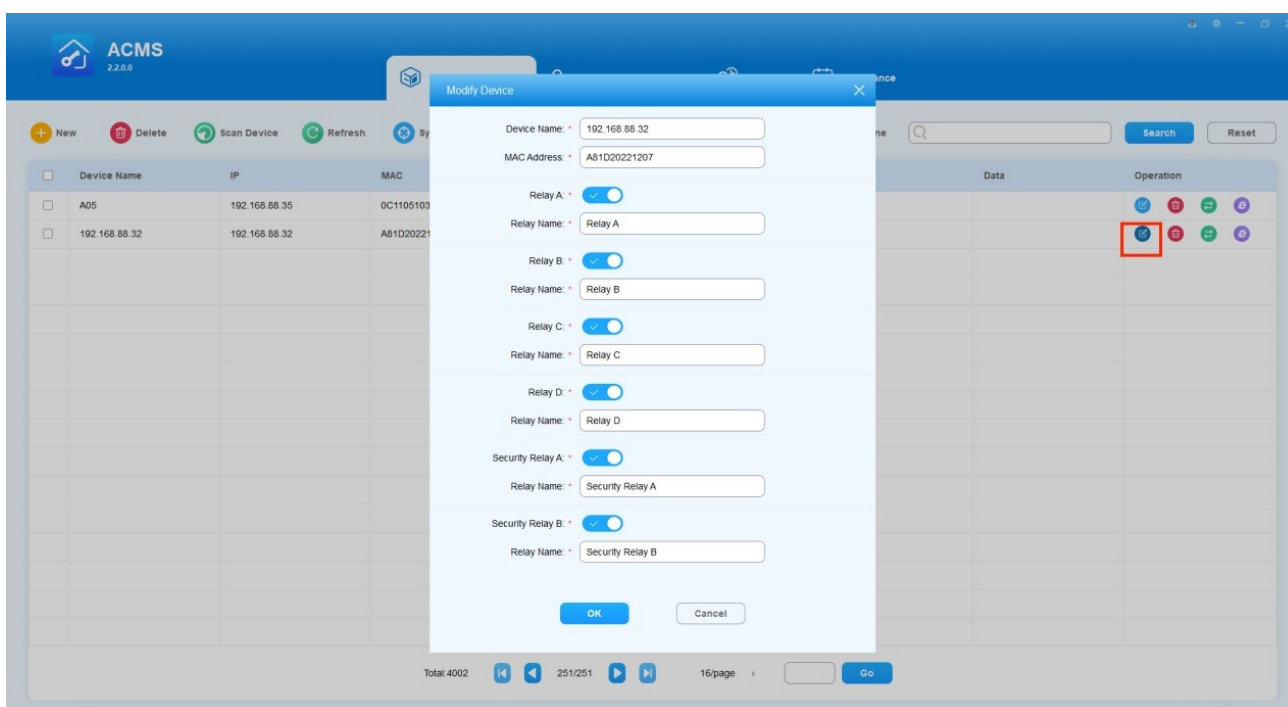 ACMS
2.2.0.0
ance
Modify Device
New Delete Scan Device Refresh Sy ne Search Reset
Device Name: * 192.168.88.32
MAC Address: * A81D20221207
Device Name IP MAC Data Operation
Relay A: *
A05 192.168.88.35 0C1105103
Relay Name: * Relay A
192.168.88.32 192.168.88.32 A81D20221
Relay B: *
Relay Name: * Relay B
Relay C: *
Relay Name: * Relay C
Relay D: *
Relay Name: * Relay D
Security Relay A: *
Relay Name: * Security Relay A
Security Relay B: *
Relay Name: * Security Relay B
OK Cancel
Total:4002 251/251 16/page Go